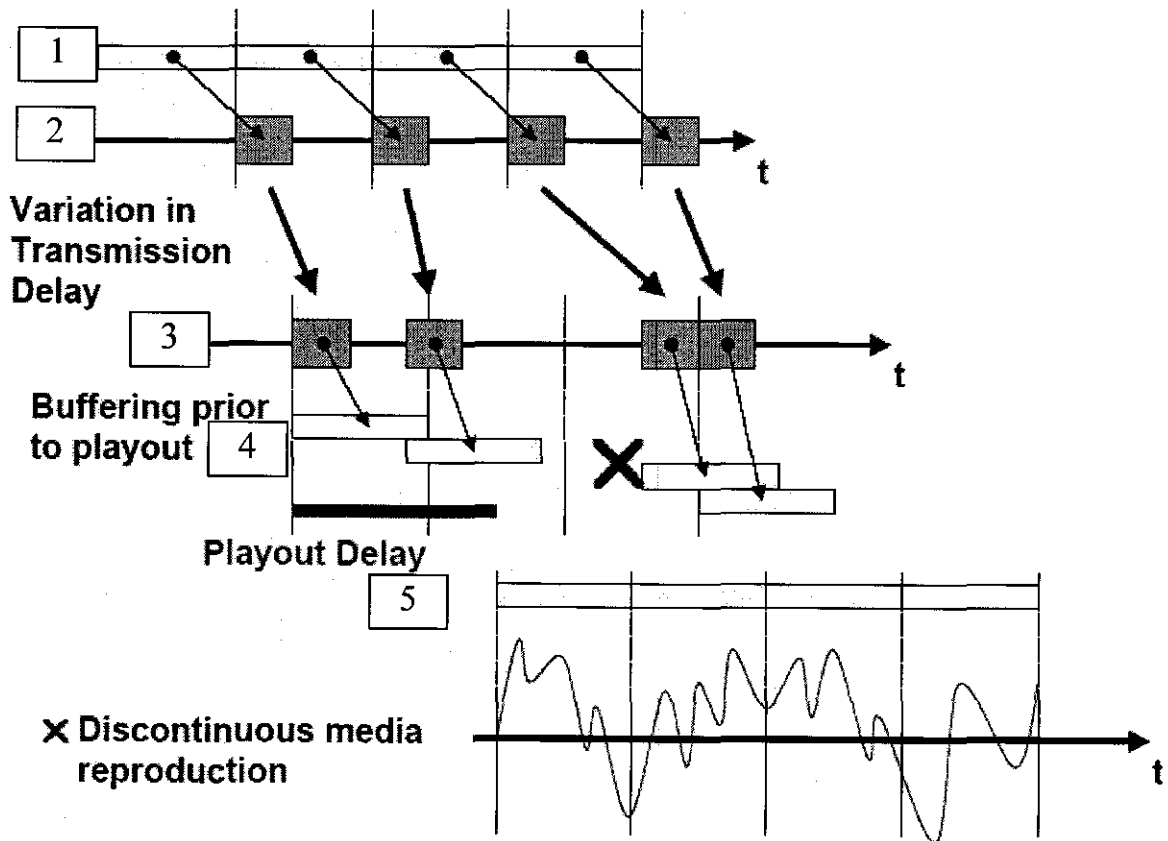 1
2
t
Variation in
Transmission
Delay
3
t
Buffering prior
to playout
4
Playout Delay
5
× Discontinuous media
reproduction
t